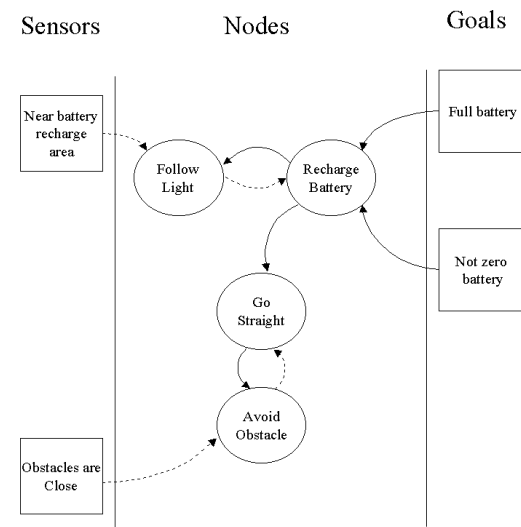 Sensors
Nodes
Goals
Near battery
recharge
area
Follow
Light
Recharge
Battery
Full battery
Not zero
battery
Go
Straight
Avoid
Obstacle
Obstacles are
Close